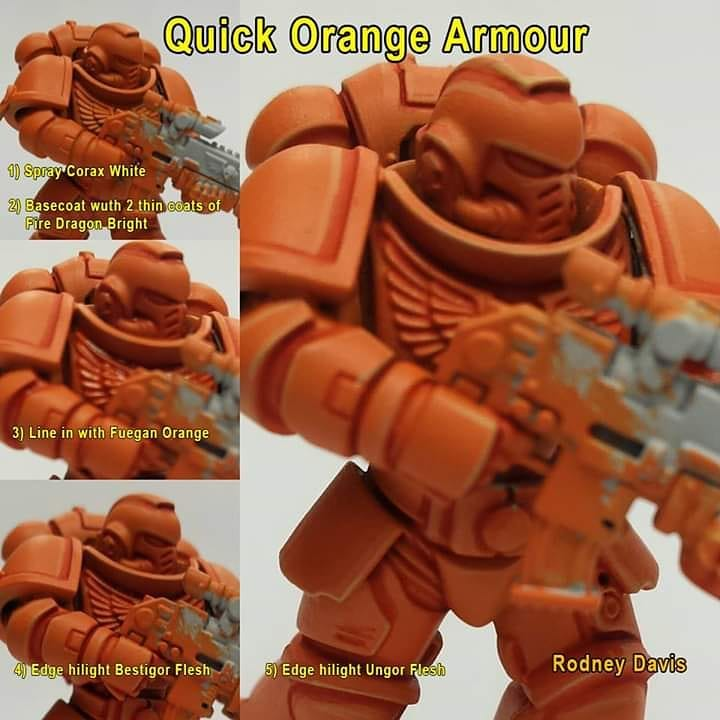 Quick Orange Armour
1) Spray Corax White
2) Basecoat wuth 2 thin coats of
Fire Dragon Bright
3) Line in with Fuegan Orange
4) Edge hilight Bestigor Flesh
5) Edge hilight Ungor Flesh
Rodney Davis